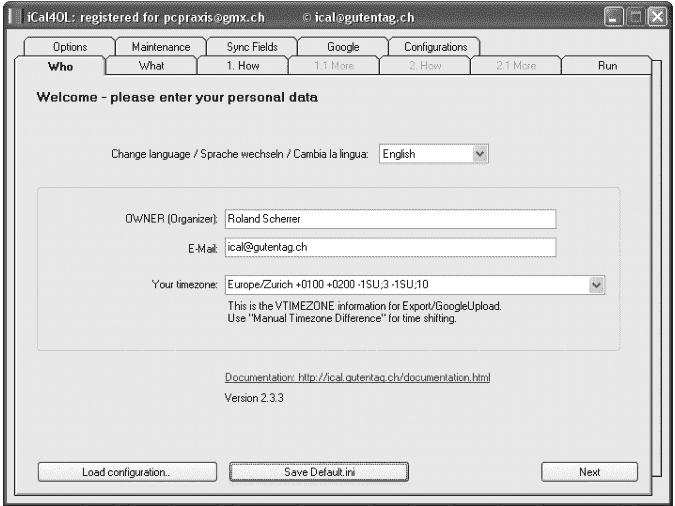 iCal4OL: registered for pcpraxis@gmx.ch © ical@gutentag.ch
Options Maintenance Sync Fields Google Configurations
Who What 1. How 1.1 More 2. How 2.1 More Run
Welcome - please enter your personal data
Change language / Sprache wechseln / Cambia la lingua: English
OWNER (Organizer): Roland Scherrer
E-Mail: ical@gutentag.ch
Your timezone: Europe/Zurich +0100 +0200 -1SU;3 -1SU;10
This is the VTIMEZONE information for Export/GoogleUpload.
Use "Manual Timezone Difference" for time shifting.
Documentation: http://ical.gutentag.ch/documentation.html
Version 2.3.3
Load configuration.. Save Default.ini Next